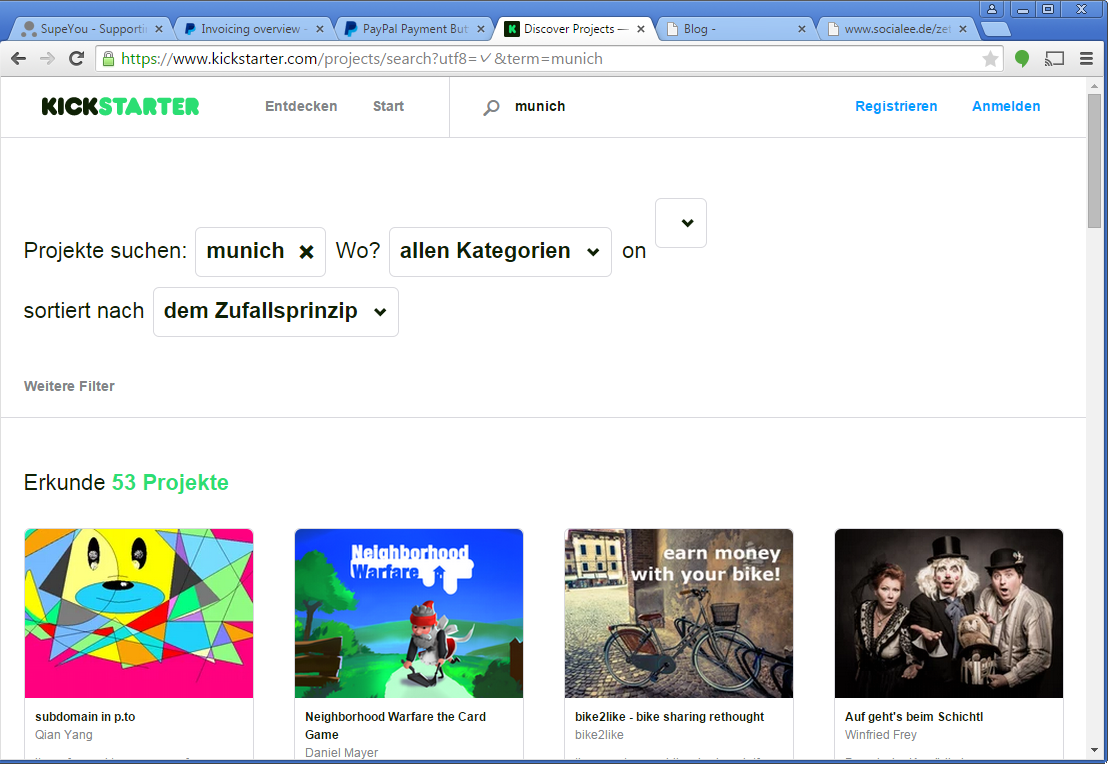 SupeYou - Supportin
Invoicing overview -
PayPal Payment But
Discover Projects —
Blog -
www.socialee.de/zet
https://www.kickstarter.com/projects/search?utf8=✓&term=munich
KICKSTARTER Entdecken Start munich Registrieren Anmelden
Projekte suchen: munich Wo? allen Kategorien on
sortiert nach dem Zufallsprinzip
Weitere Filter
Erkunde 53 Projekte
Neighborhood
Warfare
earn money
with your bike!
subdomain in p.to
Qian Yang
Neighborhood Warfare the Card
Game
Daniel Mayer
bike2like - bike sharing rethought
bike2like
Auf geht's beim Schichtl
Winfried Frey